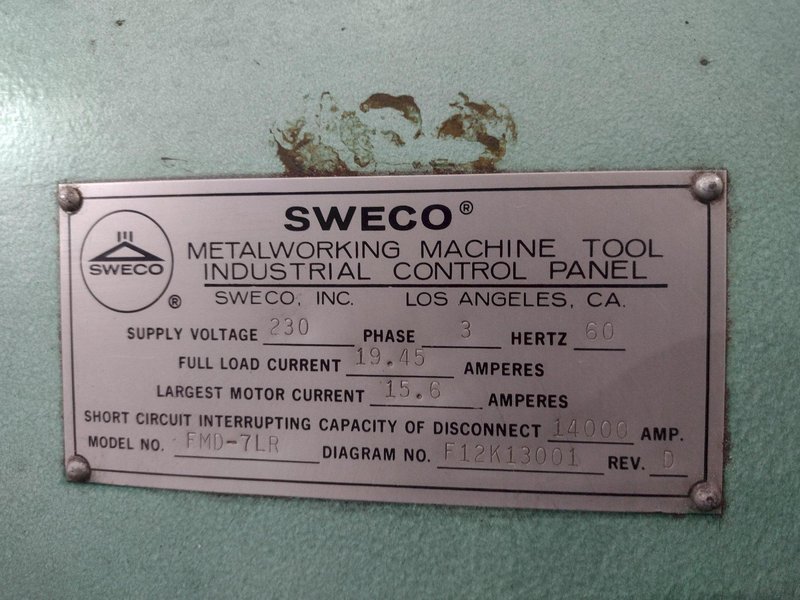 SWECO®
SWECO
®
METALWORKING MACHINE TOOL
INDUSTRIAL CONTROL PANEL
SWECO, INC. LOS ANGELES, CA.
SUPPLY VOLTAGE 230 PHASE 3 HERTZ 60
FULL LOAD CURRENT 19.45 AMPERES
LARGEST MOTOR CURRENT 15.6 AMPERES
SHORT CIRCUIT INTERRUPTING CAPACITY OF DISCONNECT 14000 AMP.
MODEL NO. FMD-7LR DIAGRAM NO. F12K13001 REV. D